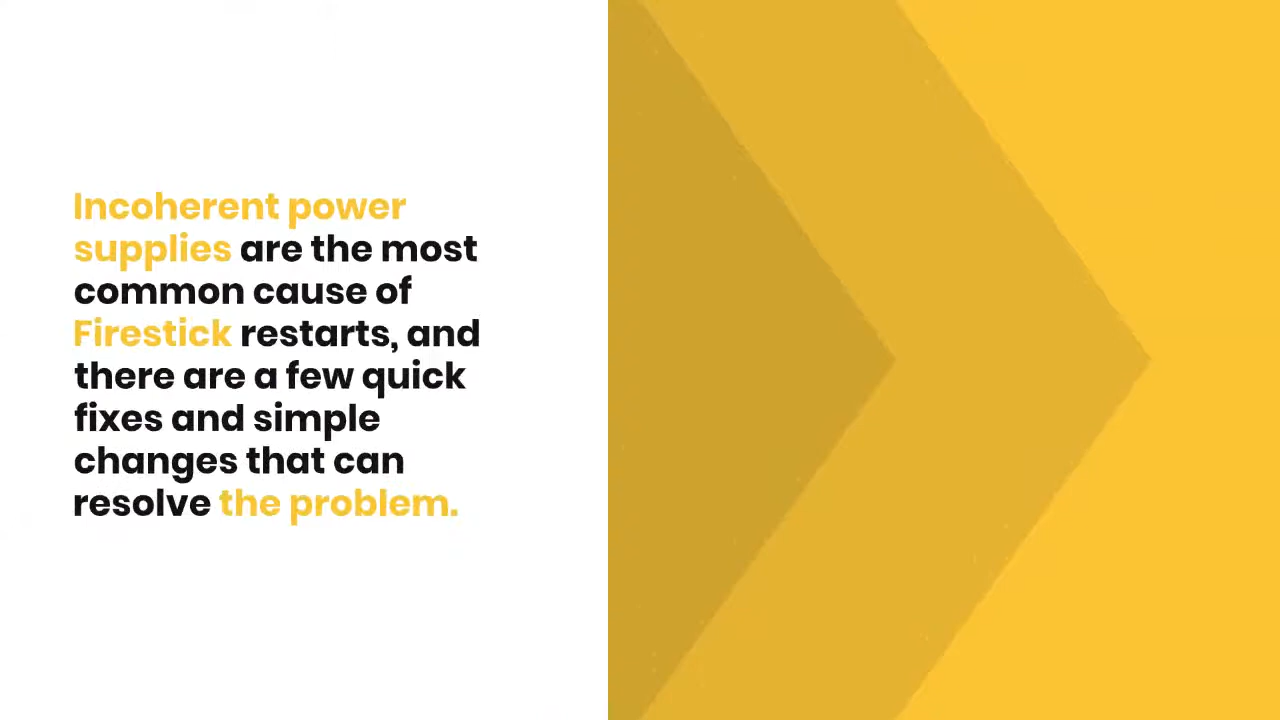 Incoherent power
supplies are the most
common cause of
Firestick restarts, and
there are a few quick
fixes and simple
changes that can
resolve the problem.